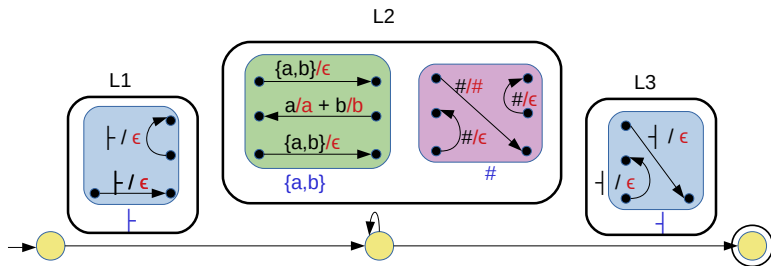 L2
L1
L3
{a,b}/ϵ
#/#
#/ϵ
a/a + b/b
#/ϵ
{a,b}/ϵ
{a,b}
#
⊢ / ϵ
⊢ / ϵ
⊢
⊣ / ϵ
⊣ / ϵ
⊣